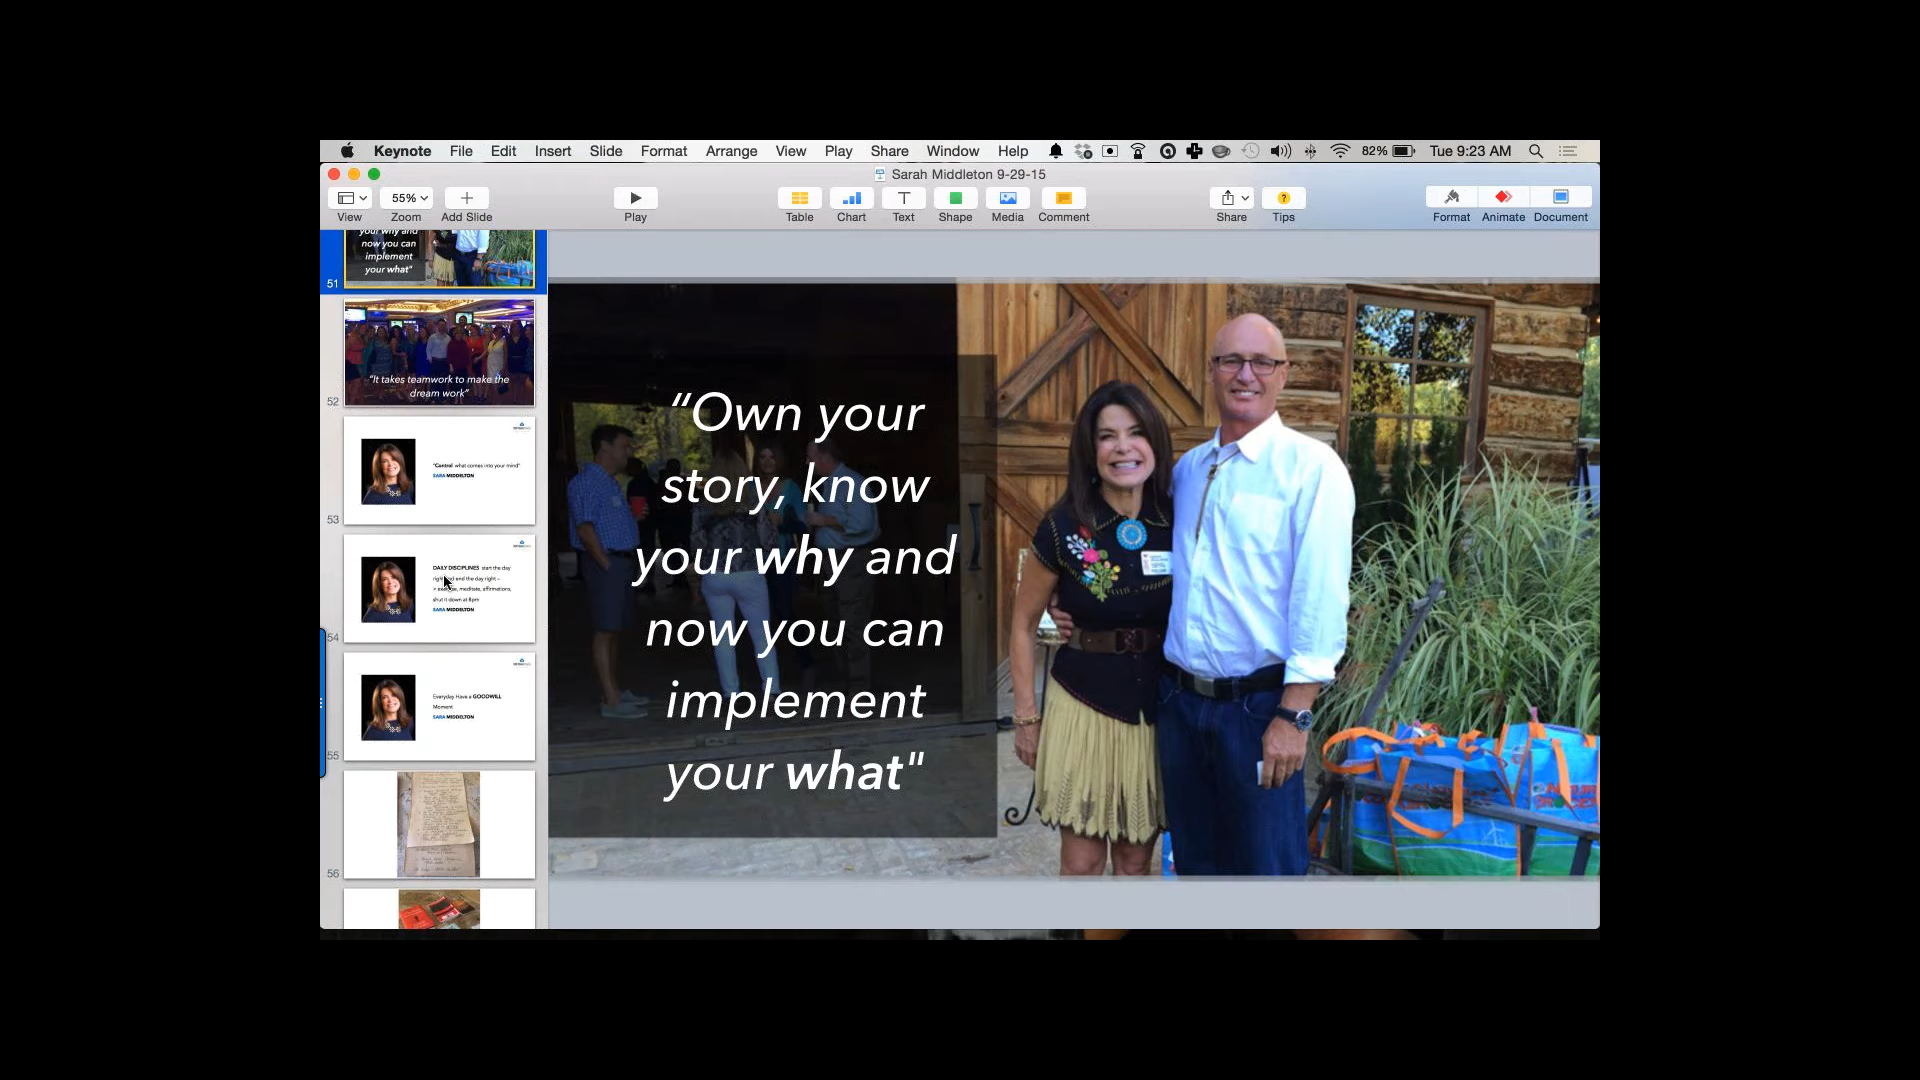 Keynote File Edit Insert Slide Format Arrange View Play Share Window Help 82% Tue 9:23 AM
Sarah Middleton 9-29-15
55%
View Zoom Add Slide Play Table Chart Text Shape Media Comment Share Tips Format Animate Document
your why and
now you can
implement
your what"
51
"It takes teamwork to make the
dream work"
52
"Control what comes into your mind"
SARA MIDDELTON
53
DAILY DISCIPLINES start the day
and end the day right –
meditate, affirmations,
shut it down at 8pm
SARA MIDDELTON
54
Everyday Have a GOODWILL
Moment
SARA MIDDELTON
55
56
“Own your
story, know
your why and
now you can
implement
your what"